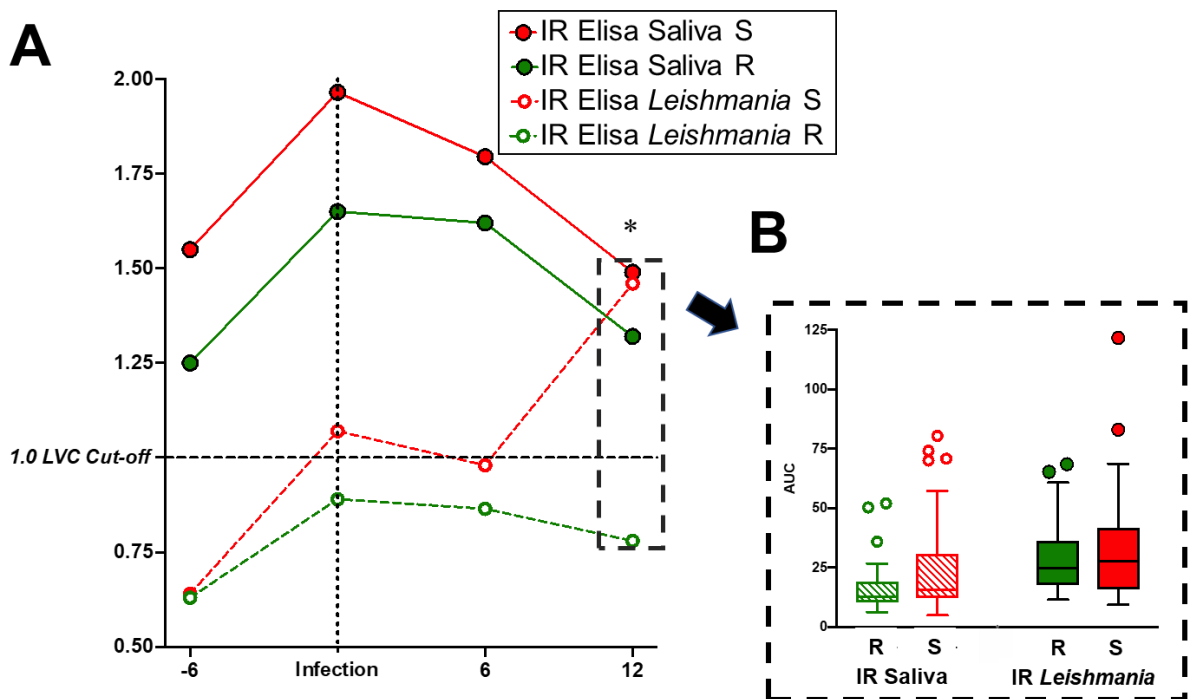 A
IR Elisa Saliva S
IR Elisa Saliva R
IR Elisa Leishmania S
IR Elisa Leishmania R
2.00
1.75
1.50
1.25
1.0 LVC Cut-off
0.75
0.50
*
-6
Infection
6
12
B
125
100
75
50
25
0
AUC
R
S
R
S
IR Saliva
IR Leishmania